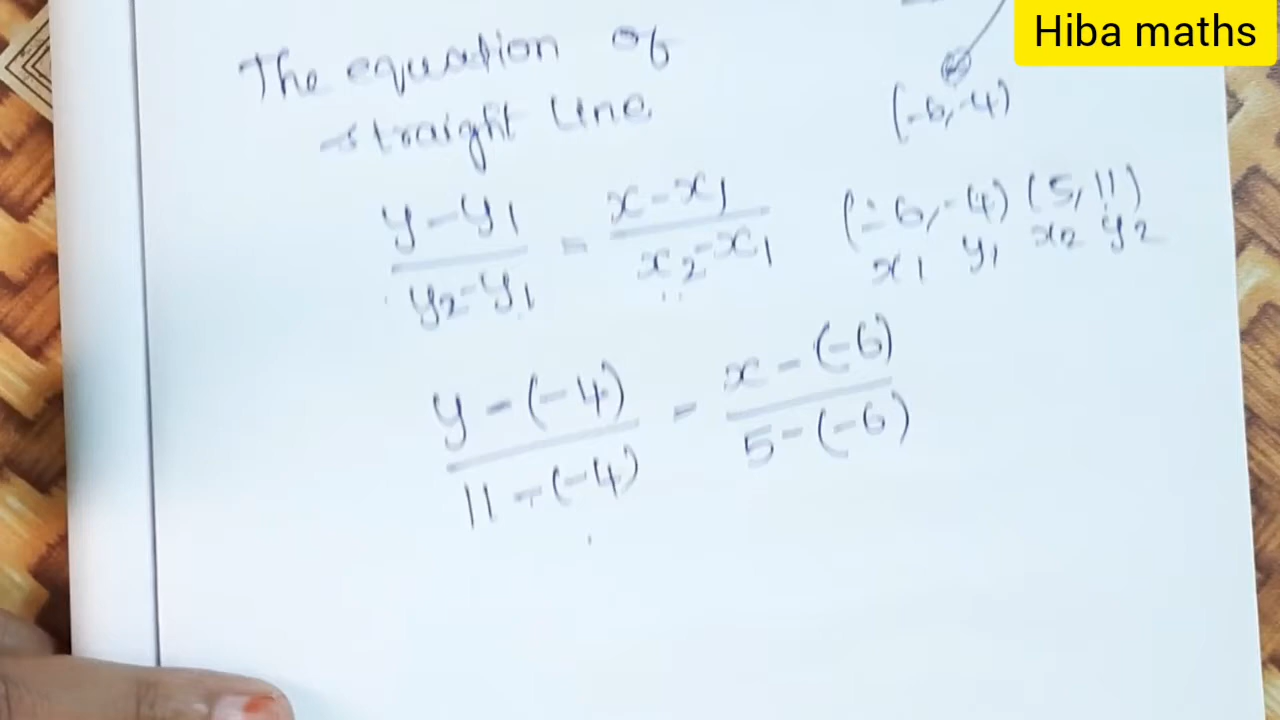 Hiba maths
The equation of
straight line
(-6,-4)
y-y1/y2-y1 = x-x1/x2-x1
(-6,-4) (5,11)
x1 y1 x2 y2
y-(-4)/11-(-4) = x-(-6)/5-(-6)